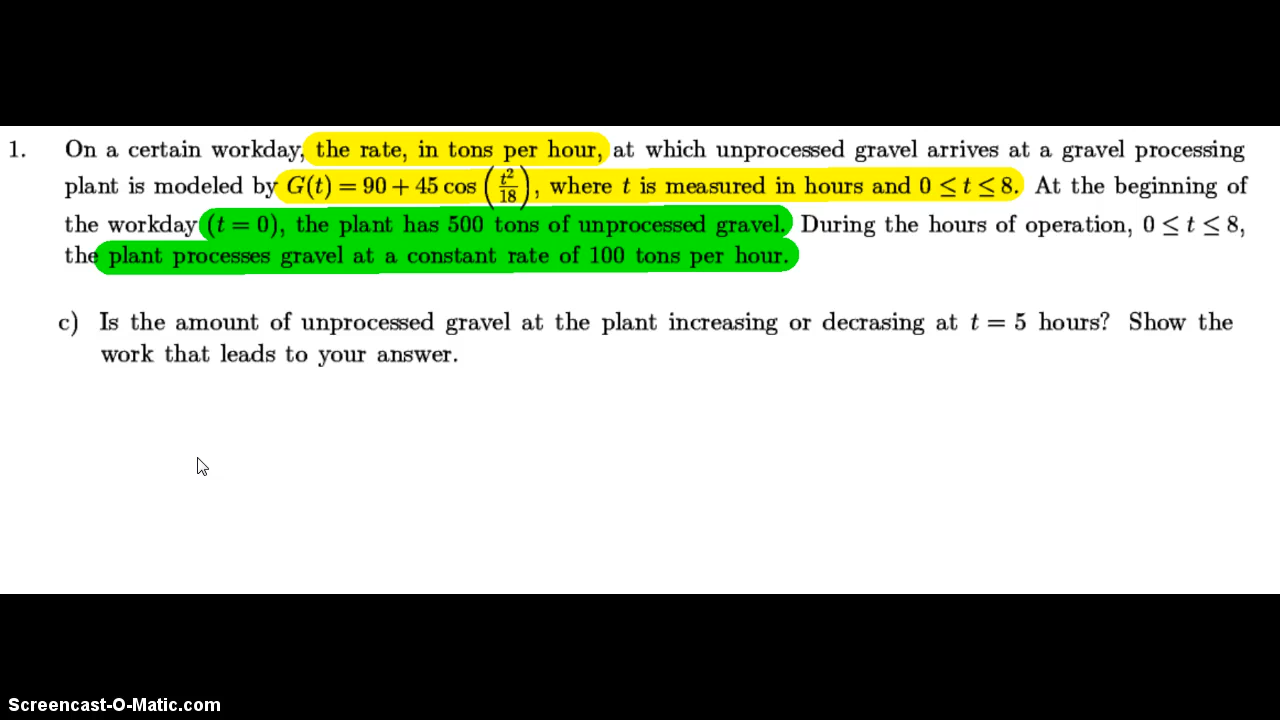 1. On a certain workday, the rate, in tons per hour, at which unprocessed gravel arrives at a gravel processing
plant is modeled by G(t) = 90 + 45 cos (t²/18), where t is measured in hours and 0 ≤ t ≤ 8. At the beginning of
the workday (t = 0), the plant has 500 tons of unprocessed gravel. During the hours of operation, 0 ≤ t ≤ 8,
the plant processes gravel at a constant rate of 100 tons per hour.
c) Is the amount of unprocessed gravel at the plant increasing or decrasing at t = 5 hours? Show the
work that leads to your answer.
Screencast-O-Matic.com